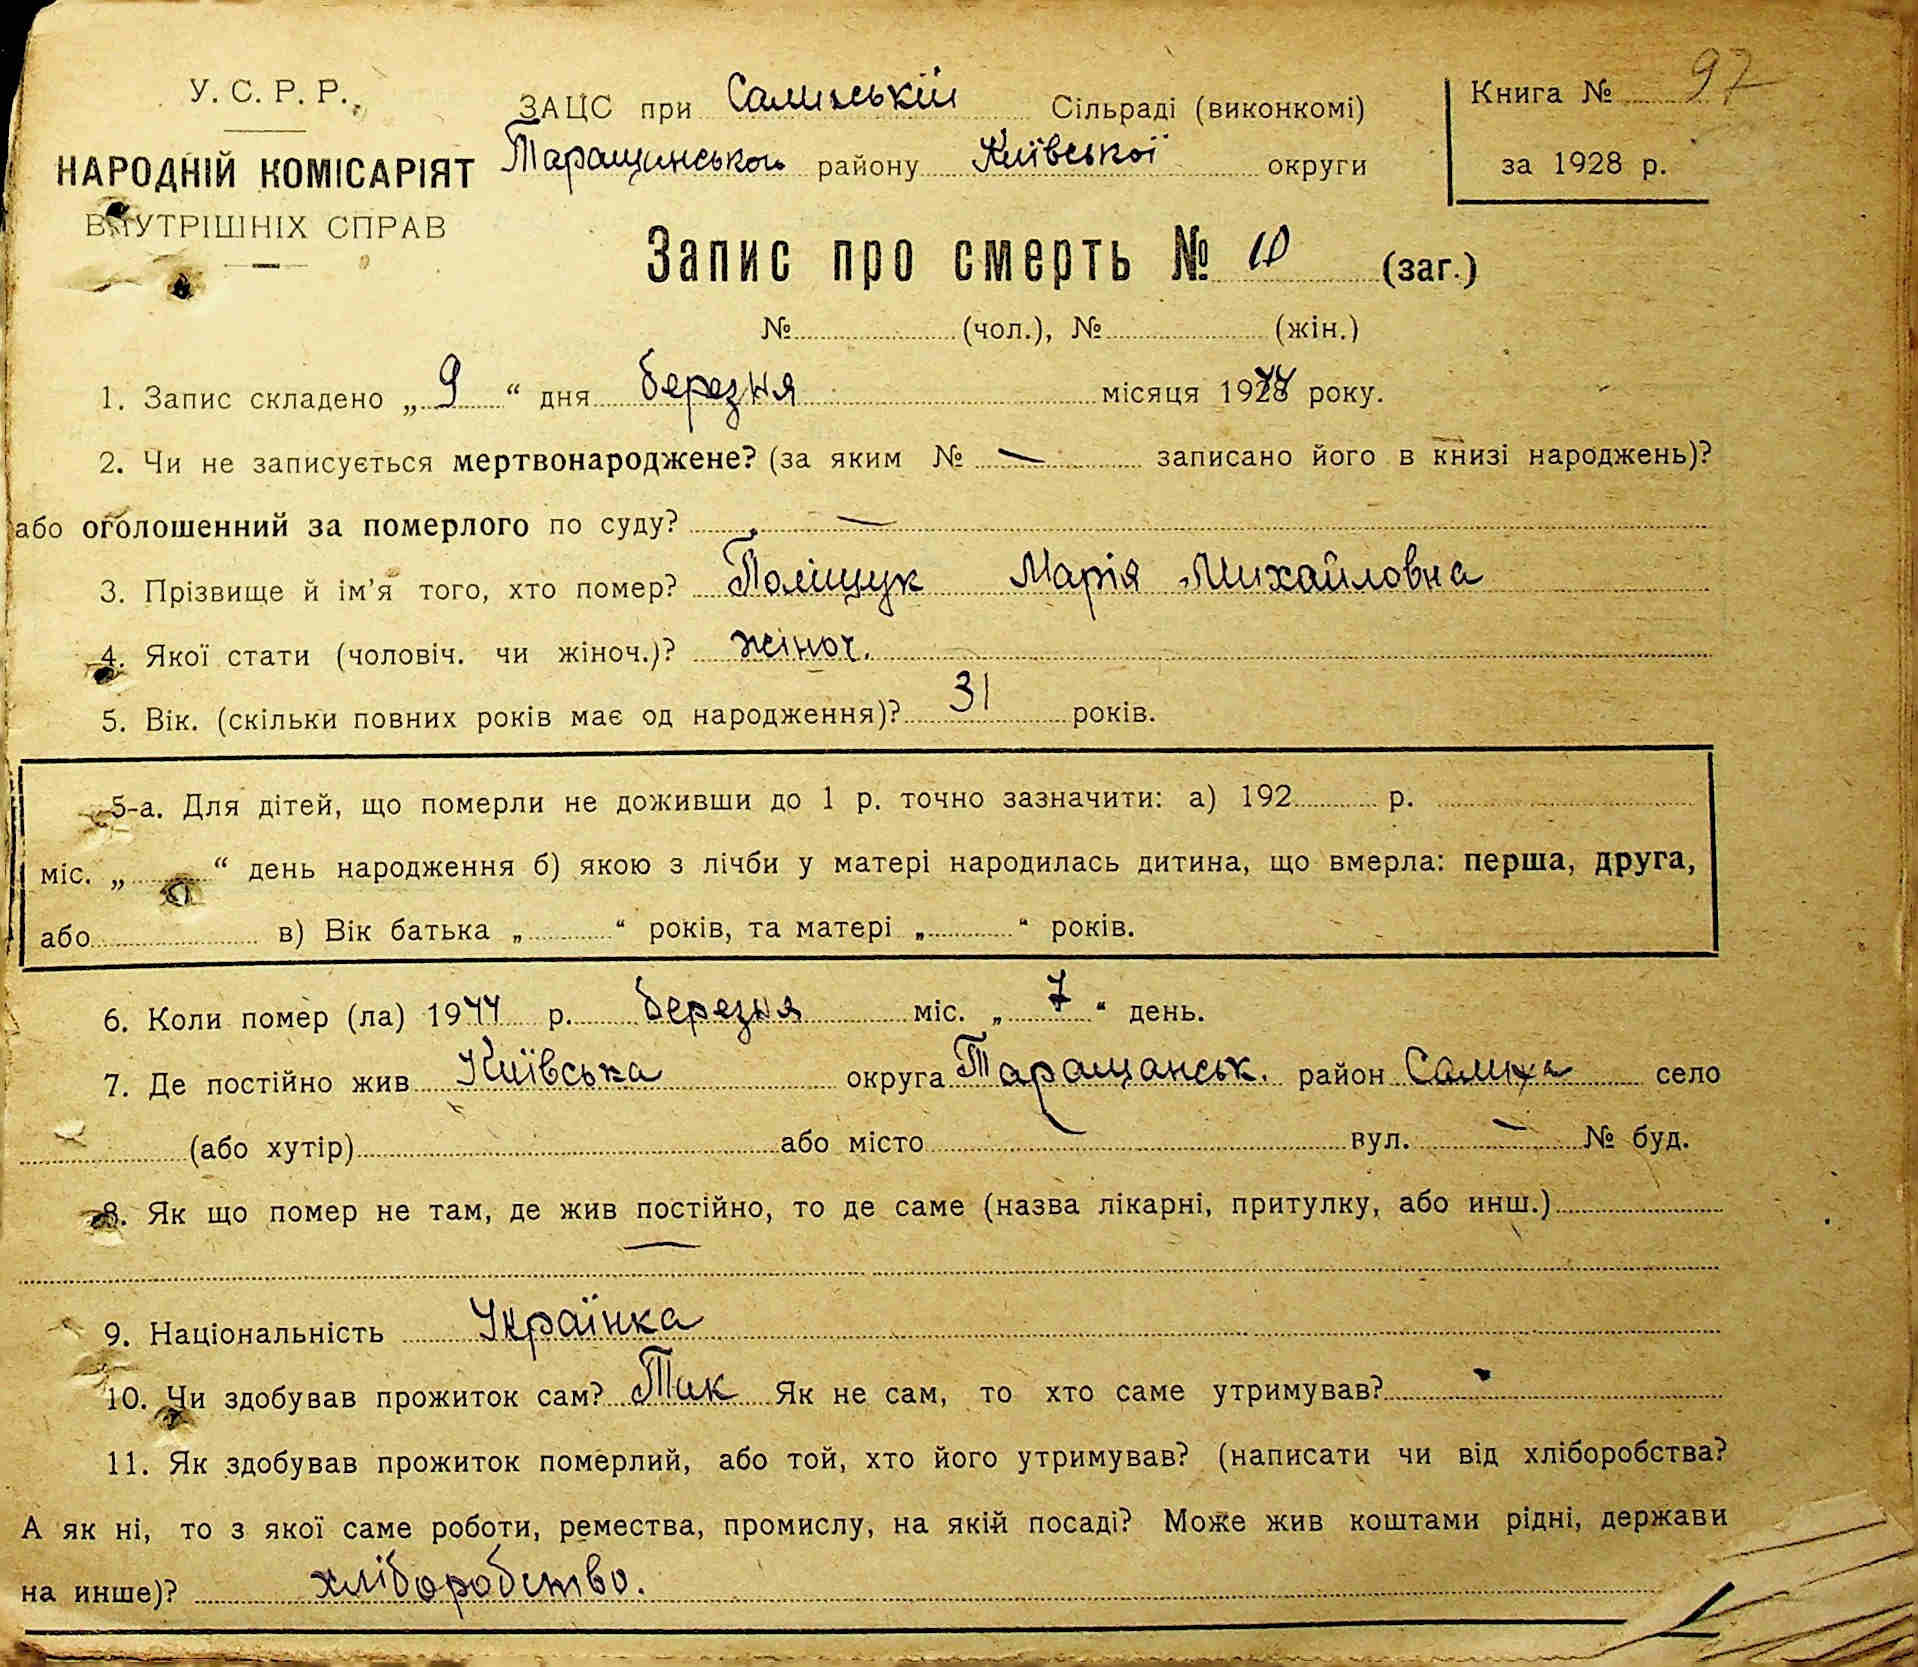 У. С. Р. Р.
НАРОДНІЙ КОМІСАРІЯТ
ВНУТРІШНІХ СПРАВ
ЗАЦС при Салиській Сільраді (виконкомі)
Таращинського району Київської округи
Книга № 97
за 1928 р.
Запис про смерть № 10 (заг.)
№ (чол.), № (жін.)
1. Запис складено „ 9 “ дня березня місяця 1944 року.
2. Чи не записується мертвонароджене? (за яким № — записано його в книзі народжень)?
або оголошенний за померлого по суду? —
3. Прізвище й ім'я того, хто помер? Поліщук Марія Михайловна
4. Якої стати (чоловіч. чи жіноч.)? жіноч.
5. Вік. (скільки повних років має од народження)? 31 років.
5-а. Для дітей, що померли не доживши до 1 р. точно зазначити: а) 192 р.
міс. „ “ день народження б) якою з лічби у матері народилась дитина, що вмерла: перша, друга,
або в) Вік батька „ “ років, та матері „ “ років.
6. Коли помер (ла) 1944 р. березня міс. „ 7 “ день.
7. Де постійно жив Київська округа Таращанськ. район Салиха село
(або хутір) або місто — вул. — № буд.
8. Як що помер не там, де жив постійно, то де саме (назва лікарні, притулку, або инш.)
—
9. Національність Українка
10. Чи здобував прожиток сам? Так Як не сам, то хто саме утримував?
11. Як здобував прожиток померлий, або той, хто його утримував? (написати чи від хліборобства?
А як ні, то з якої саме роботи, ремества, промислу, на якій посаді? Може жив коштами рідні, держави
на инше)? хліборобство.